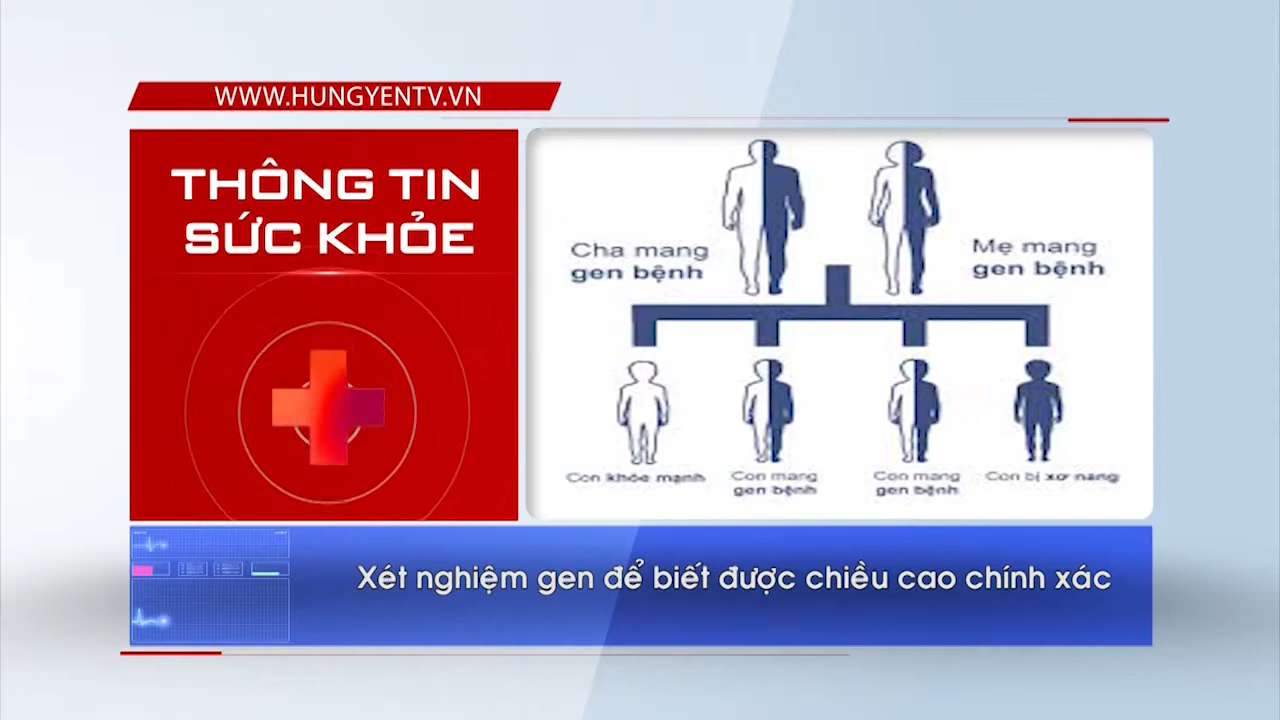 WWW.HUNGYENTV.VN
THÔNG TIN
SỨC KHỎE
Cha mang
gen bệnh
Mẹ mang
gen bệnh
Con khỏe mạnh
Con mang
gen bệnh
Con mang
gen bệnh
Con bị xơ nang
Xét nghiệm gen để biết được chiều cao chính xác